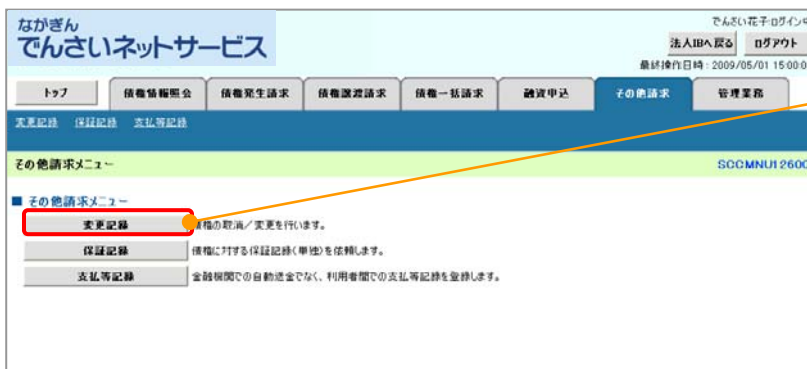 ながぎん
でんさいネットサービス
でんさい花子:ログイン中
法人IBへ戻る ログアウト
最終操作日時:2009/05/01 15:00:0
トップ 債権情報照会 債権発生請求 債権譲渡請求 債権一括請求 融資申込 その他請求 管理業務
変更記録 保証記録 支払等記録
その他請求メニュー SCCMNU12600
■ その他請求メニュー
変更記録 債権の取消/変更を行います。
保証記録 債権に対する保証記録(単独)を依頼します。
支払等記録 金融機関での自動送金でなく、利用者間での支払等記録を登録します。